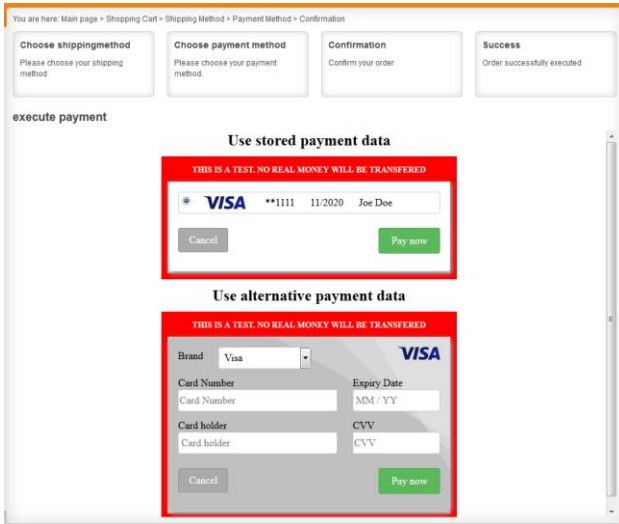 You are here: Main page > Shopping Cart > Shipping Method > Payment Method > Confirmation
Choose shippingmethod
Please choose your shipping
method
Choose payment method
Please choose your payment
method.
Confirmation
Confirm your order
Success
Order successfully executed
execute payment
Use stored payment data
THIS IS A TEST. NO REAL MONEY WILL BE TRANSFERED
VISA **1111 11/2020 Joe Doe
Cancel Pay now
Use alternative payment data
THIS IS A TEST. NO REAL MONEY WILL BE TRANSFERED
Brand Visa VISA
Card Number Expiry Date
Card Number MM / YY
Card holder CVV
Card holder CVV
Cancel Pay now